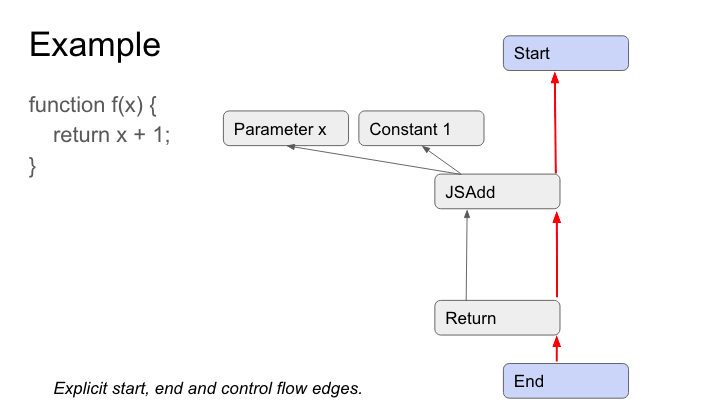 Example
function f(x) {
return x + 1;
}
Start
Parameter x
Constant 1
JSAdd
Return
End
Explicit start, end and control flow edges.